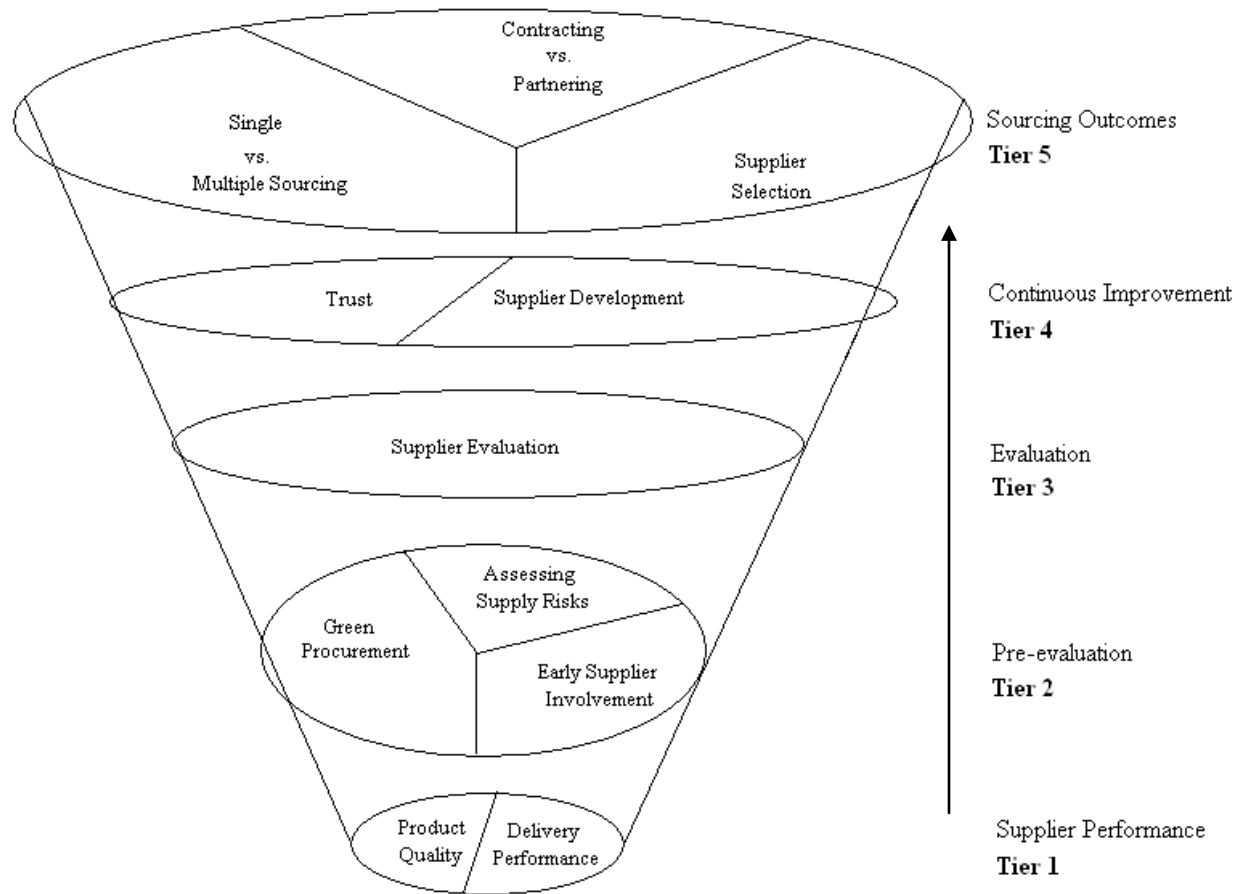 Contracting
vs.
Partnering
Single
vs.
Multiple Sourcing
Supplier
Selection
Sourcing Outcomes
Tier 5
Trust
Supplier Development
Continuous Improvement
Tier 4
Supplier Evaluation
Evaluation
Tier 3
Assessing
Supply Risks
Green
Procurement
Early Supplier
Involvement
Pre-evaluation
Tier 2
Product
Quality
Delivery
Performance
Supplier Performance
Tier 1